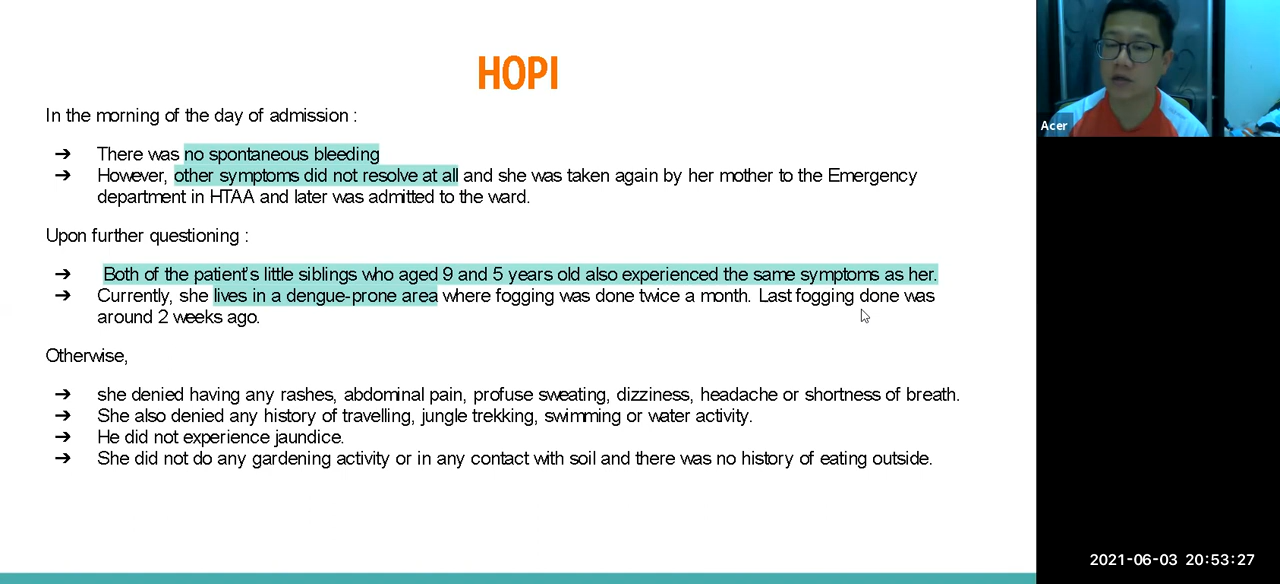 HOPI
In the morning of the day of admission :
➔ There was no spontaneous bleeding
➔ However, other symptoms did not resolve at all and she was taken again by her mother to the Emergency
department in HTAA and later was admitted to the ward.
Upon further questioning :
➔ Both of the patient's little siblings who aged 9 and 5 years old also experienced the same symptoms as her.
➔ Currently, she lives in a dengue-prone area where fogging was done twice a month. Last fogging done was
around 2 weeks ago.
Otherwise,
➔ she denied having any rashes, abdominal pain, profuse sweating, dizziness, headache or shortness of breath.
➔ She also denied any history of travelling, jungle trekking, swimming or water activity.
➔ He did not experience jaundice.
➔ She did not do any gardening activity or in any contact with soil and there was no history of eating outside.
Acer
2021-06-03 20:53:27